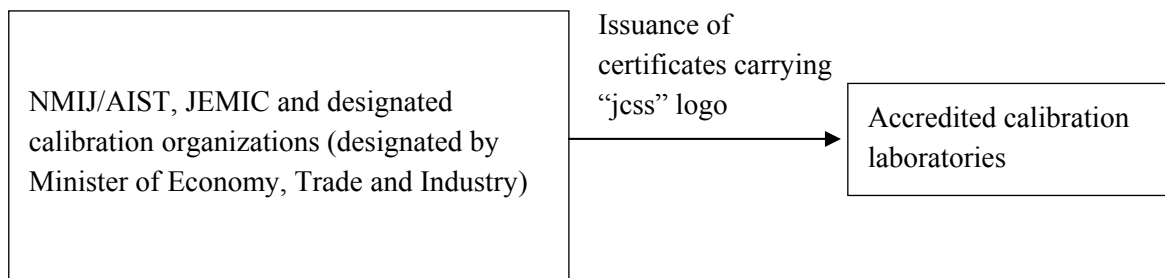 Issuance of
certificates carrying
“jcss” logo
NMIJ/AIST, JEMIC and designated
calibration organizations (designated by
Minister of Economy, Trade and Industry)
Accredited calibration
laboratories